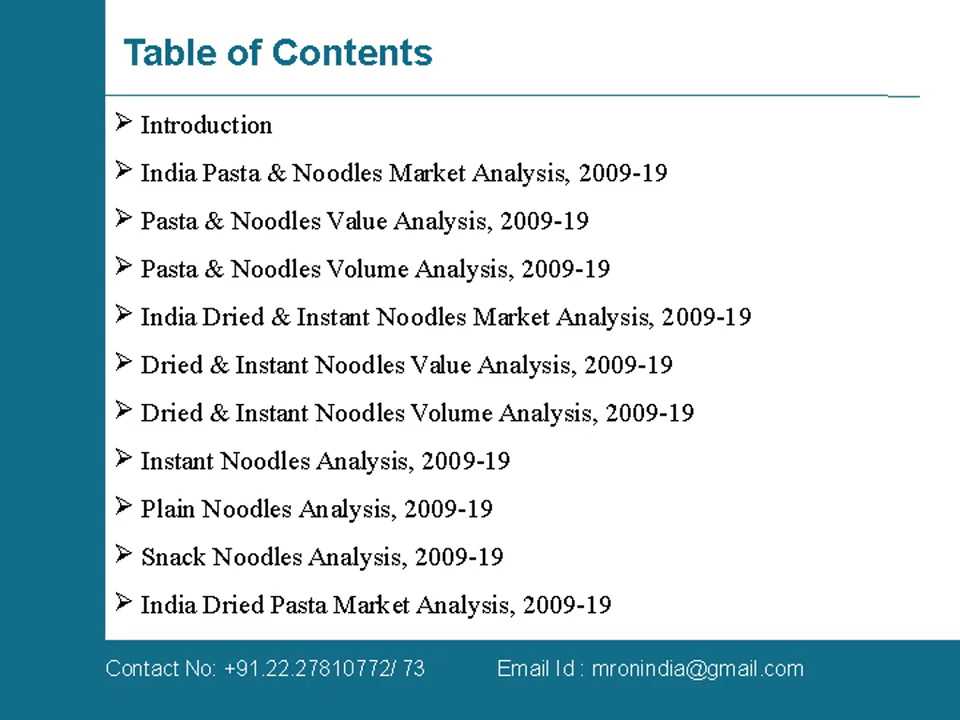 Table of Contents
Introduction
India Pasta & Noodles Market Analysis, 2009-19
Pasta & Noodles Value Analysis, 2009-19
Pasta & Noodles Volume Analysis, 2009-19
India Dried & Instant Noodles Market Analysis, 2009-19
Dried & Instant Noodles Value Analysis, 2009-19
Dried & Instant Noodles Volume Analysis, 2009-19
Instant Noodles Analysis, 2009-19
Plain Noodles Analysis, 2009-19
Snack Noodles Analysis, 2009-19
India Dried Pasta Market Analysis, 2009-19
Contact No: +91.22.27810772/ 73 Email Id : mronindia@gmail.com